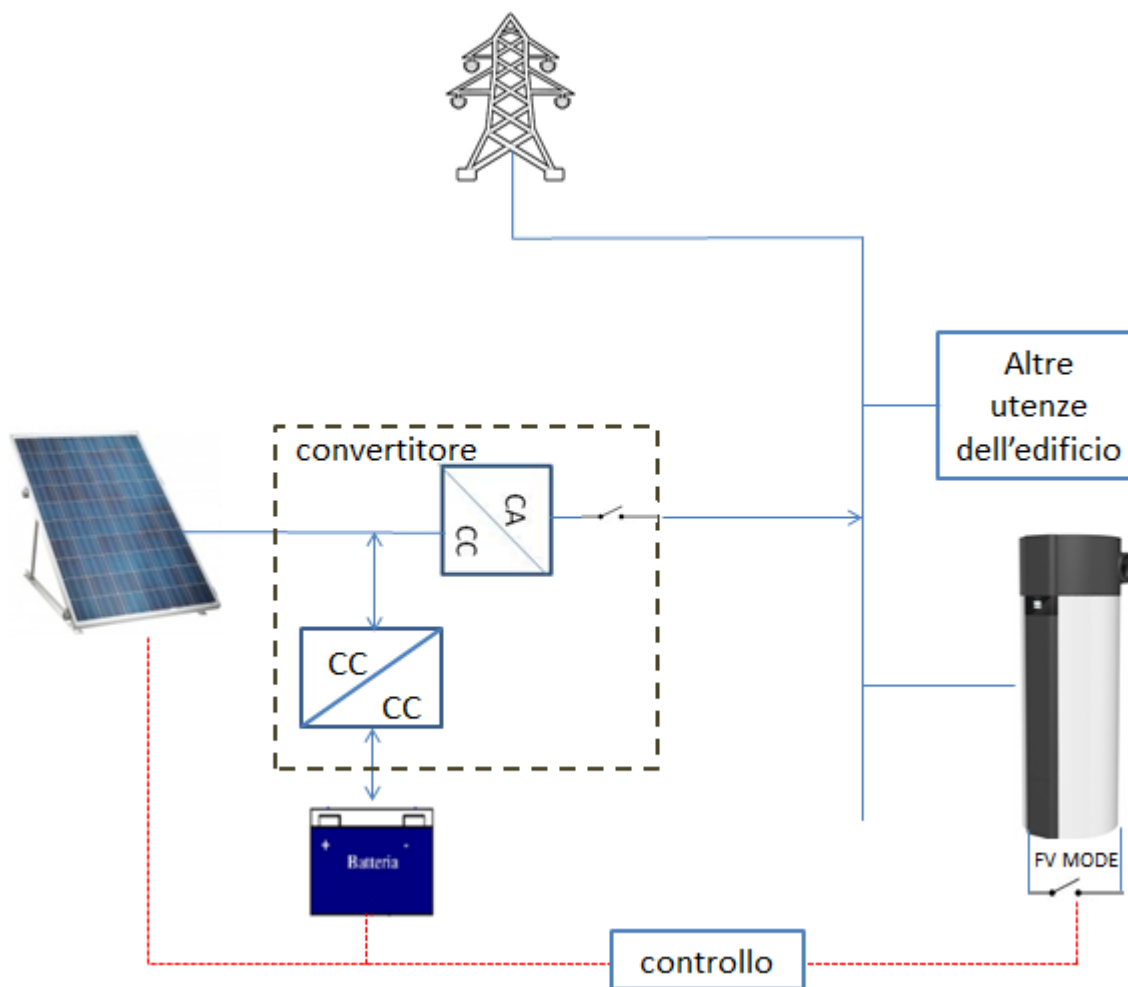 Altre
utenze
dell’edificio
convertitore
CC
CA
CC
CC
+ -
Batteria
FV MODE
controllo